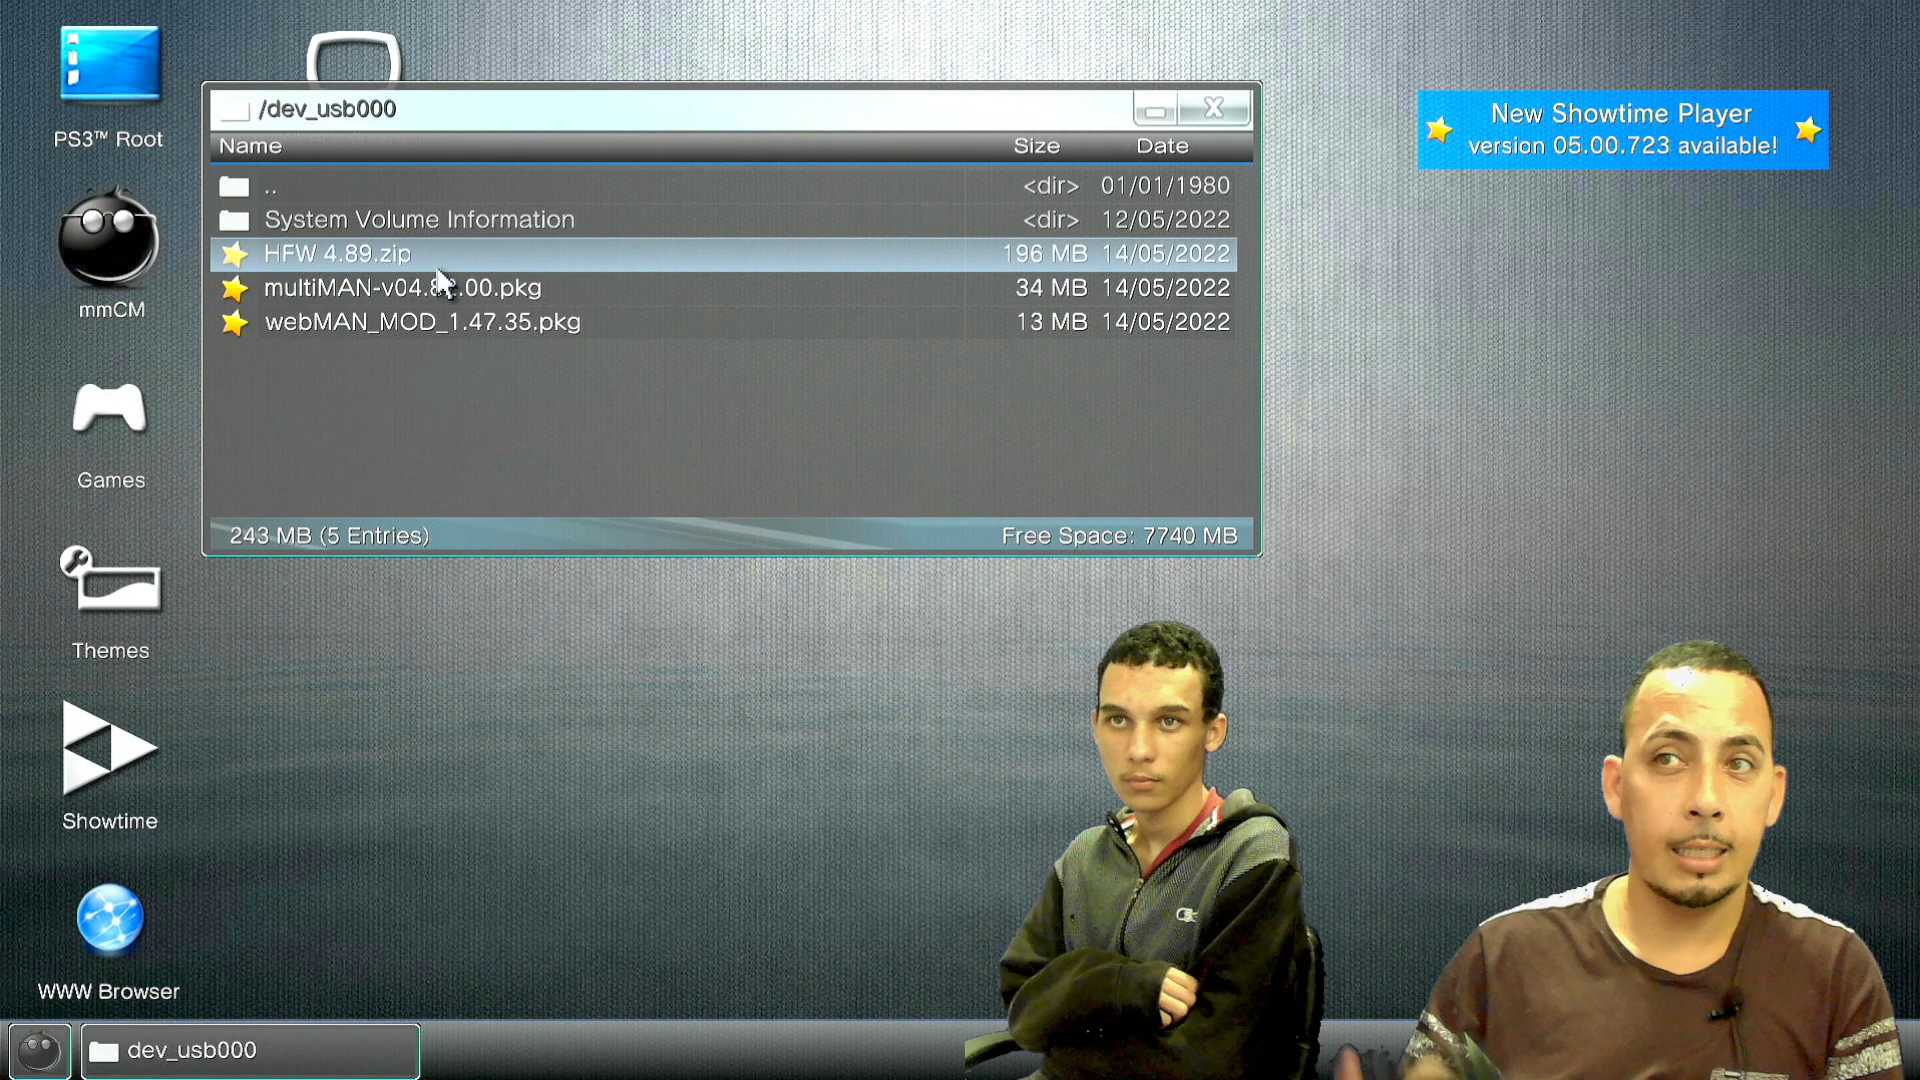 PS3™ Root
mmCM
Games
Themes
Showtime
WWW Browser
/dev_usb000
Name Size Date
.. <dir> 01/01/1980
System Volume Information <dir> 12/05/2022
HFW 4.89.zip 196 MB 14/05/2022
.00.pkg 34 MB 14/05/2022
webMAN_MOD_1.47.35.pkg 13 MB 14/05/2022
243 MB (5 Entries) Free Space: 7740 MB
New Showtime Player
version 05.00.723 available!
dev_usb000